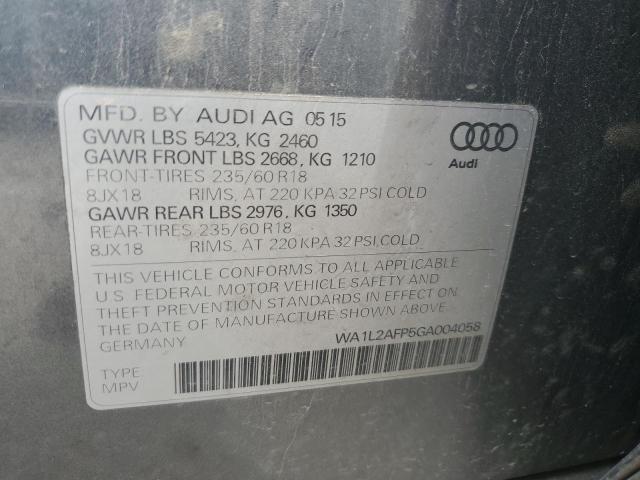 MFD. BY AUDI AG 05 15
GVWR LBS 5423, KG 2460
GAWR FRONT LBS 2668, KG 1210
FRONT-TIRES 235/60 R18
8JX18 RIMS, AT 220 KPA 32 PSI COLD
GAWR REAR LBS 2976, KG 1350
REAR-TIRES 235/60 R18
8JX18 RIMS, AT 220 KPA 32 PSI, COLD
Audi
THIS VEHICLE CONFORMS TO ALL APPLICABLE
U.S FEDERAL MOTOR VEHICLE SAFETY AND
THEFT PREVENTION STANDARDS IN EFFECT ON
THE DATE OF MANUFACTURE SHOWN ABOVE.
GERMANY
WA1L2AFP5GA004058
TYPE
MPV